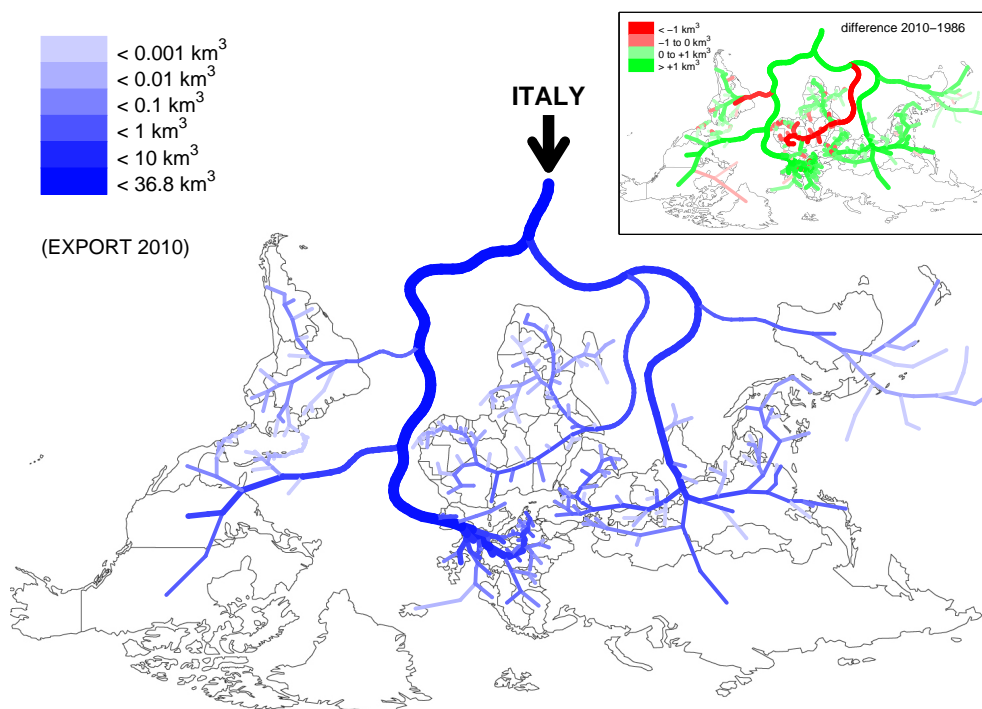 < 0.001 km³
< 0.01 km³
< 0.1 km³
< 1 km³
< 10 km³
< 36.8 km³
(EXPORT 2010)
ITALY
difference 2010−1986
< −1 km³
−1 to 0 km³
0 to +1 km³
> +1 km³